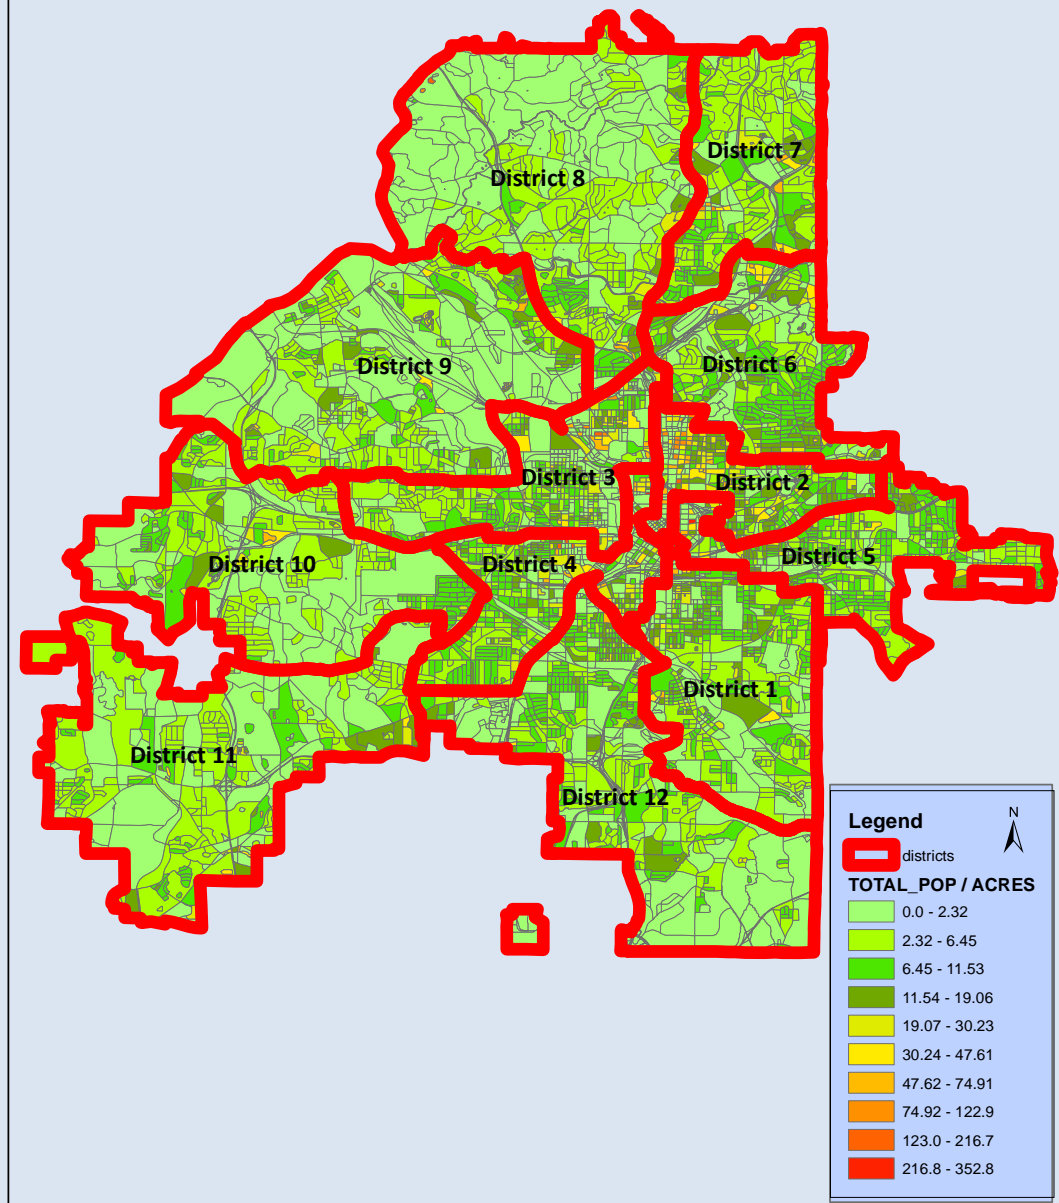 District 7
District 8
District 9
District 6
District 3
District 2
District 5
District 10
District 4
District 1
District 11
District 12
Legend
N
districts
TOTAL_POP / ACRES
0.0 - 2.32
2.32 - 6.45
6.45 - 11.53
11.54 - 19.06
19.07 - 30.23
30.24 - 47.61
47.62 - 74.91
74.92 - 122.9
123.0 - 216.7
216.8 - 352.8